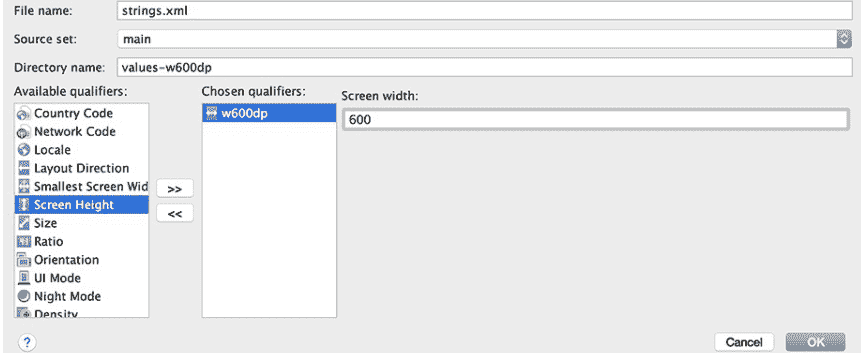 File name: strings.xml
Source set: main
Directory name: values-w600dp
Available qualifiers:
Country Code
Network Code
Locale
Layout Direction
Smallest Screen Wid
Screen Height
Size
Ratio
Orientation
UI Mode
Night Mode
Density
>>
<<
Chosen qualifiers:
w600dp
Screen width:
600
?
Cancel
OK